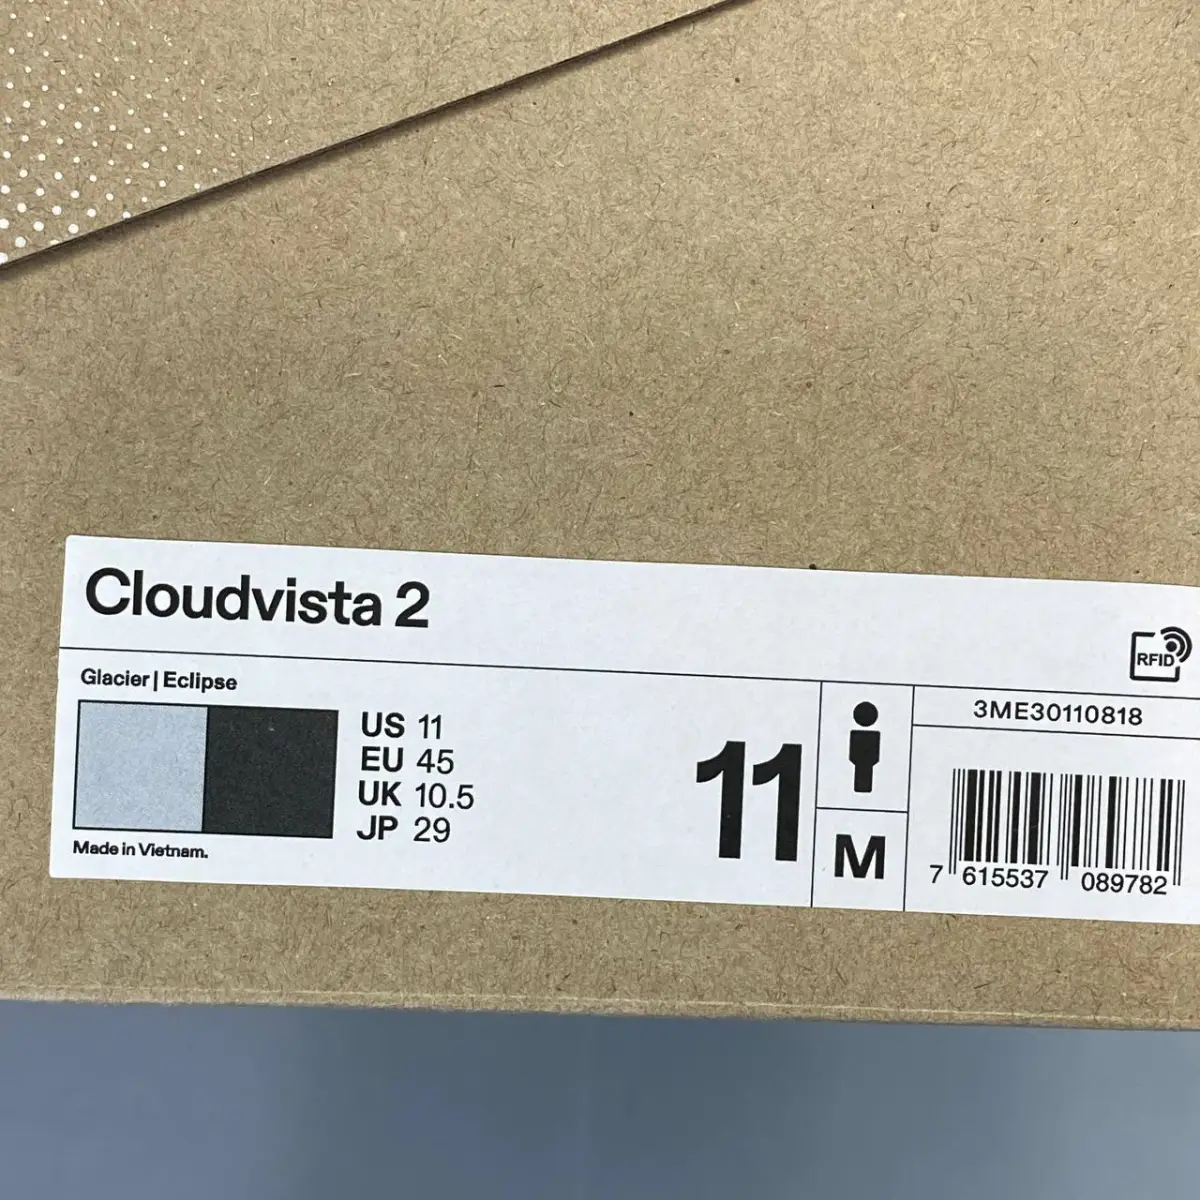 Cloudvista 2
RFID
Glacier | Eclipse
US 11
EU 45
UK 10.5
JP 29
Made in Vietnam.
11
M
3ME30110818
7 615537 089782